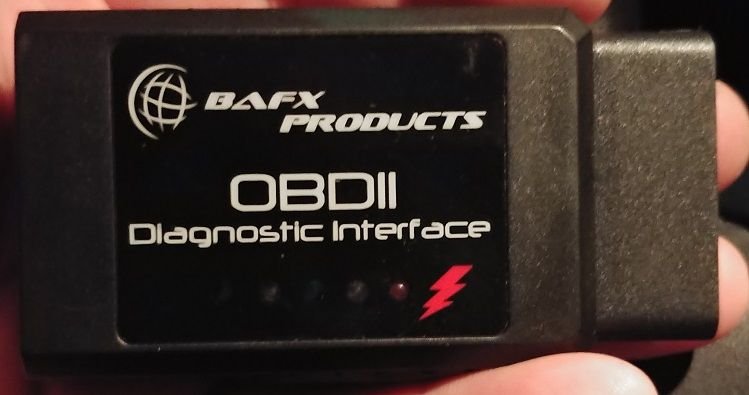 BAFX
PRODUCTS
OBDII
Diagnostic Interface